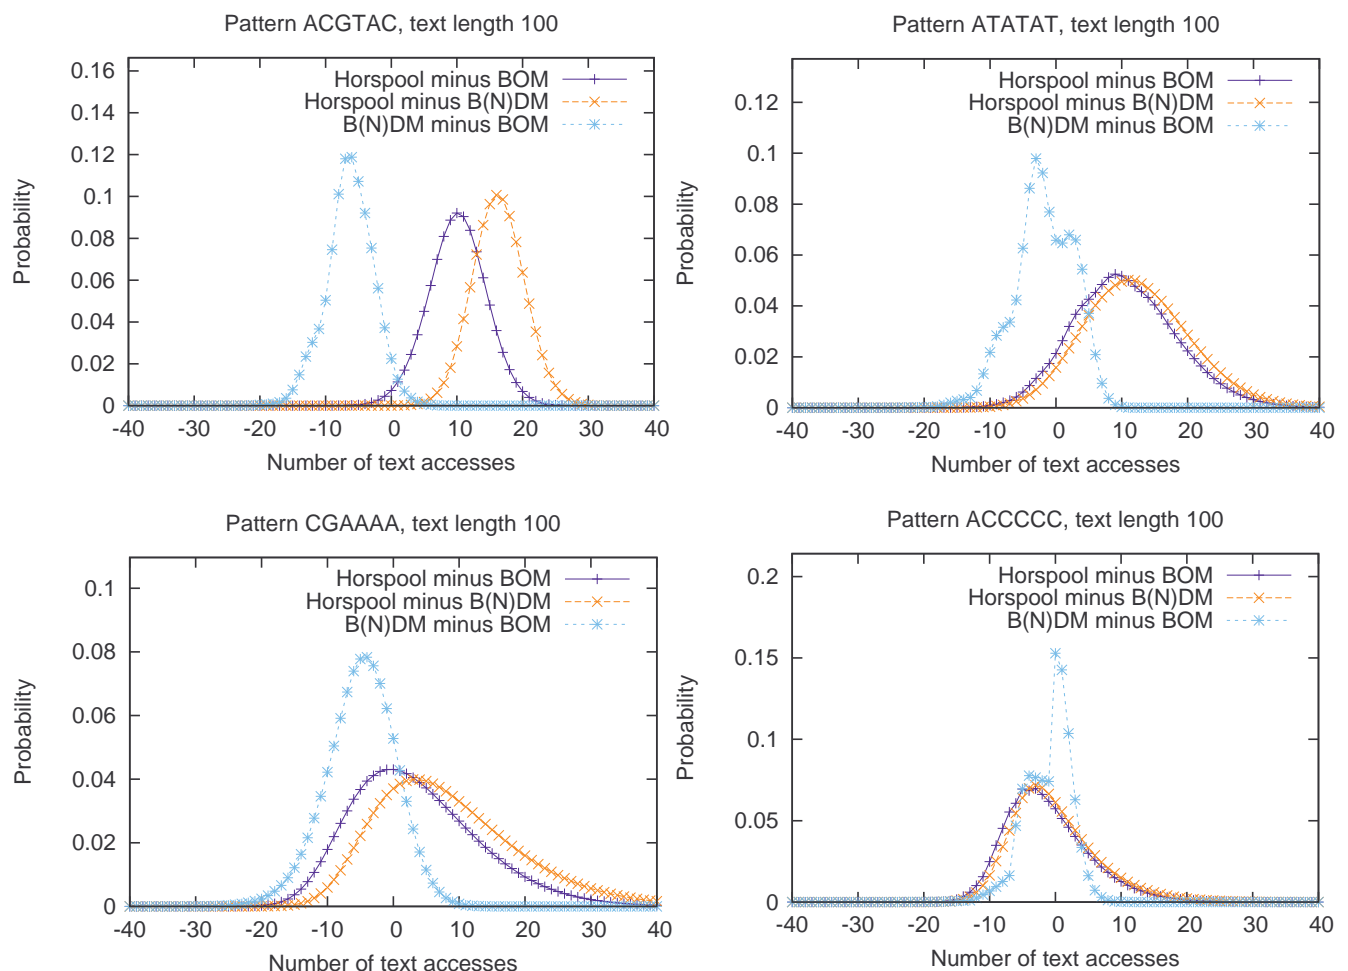 Pattern ACGTAC, text length 100
Horspool minus BOM
Horspool minus B(N)DM
B(N)DM minus BOM
Probability
0.16
0.14
0.12
0.1
0.08
0.06
0.04
0.02
0
-40 -30 -20 -10 0 10 20 30 40
Number of text accesses
Pattern ATATAT, text length 100
Horspool minus BOM
Horspool minus B(N)DM
B(N)DM minus BOM
Probability
0.12
0.1
0.08
0.06
0.04
0.02
0
-40 -30 -20 -10 0 10 20 30 40
Number of text accesses
Pattern CGAAAA, text length 100
Horspool minus BOM
Horspool minus B(N)DM
B(N)DM minus BOM
Probability
0.1
0.08
0.06
0.04
0.02
0
-40 -30 -20 -10 0 10 20 30 40
Number of text accesses
Pattern ACCCCC, text length 100
Horspool minus BOM
Horspool minus B(N)DM
B(N)DM minus BOM
Probability
0.2
0.15
0.1
0.05
0
-40 -30 -20 -10 0 10 20 30 40
Number of text accesses